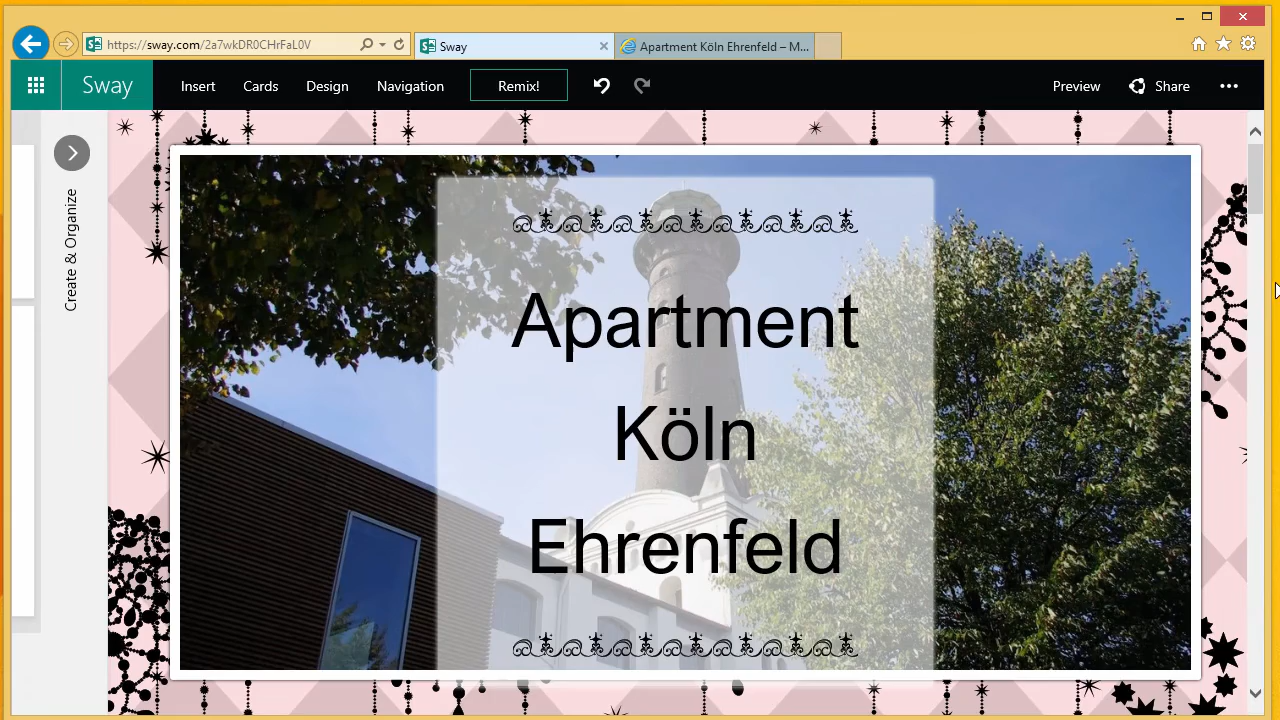 https://sway.com/2a7wkDR0CHrFaL0V
Sway
Apartment Köln Ehrenfeld – M...
Sway
Insert
Cards
Design
Navigation
Remix!
Preview
Share
Create & Organize
Apartment
Köln
Ehrenfeld